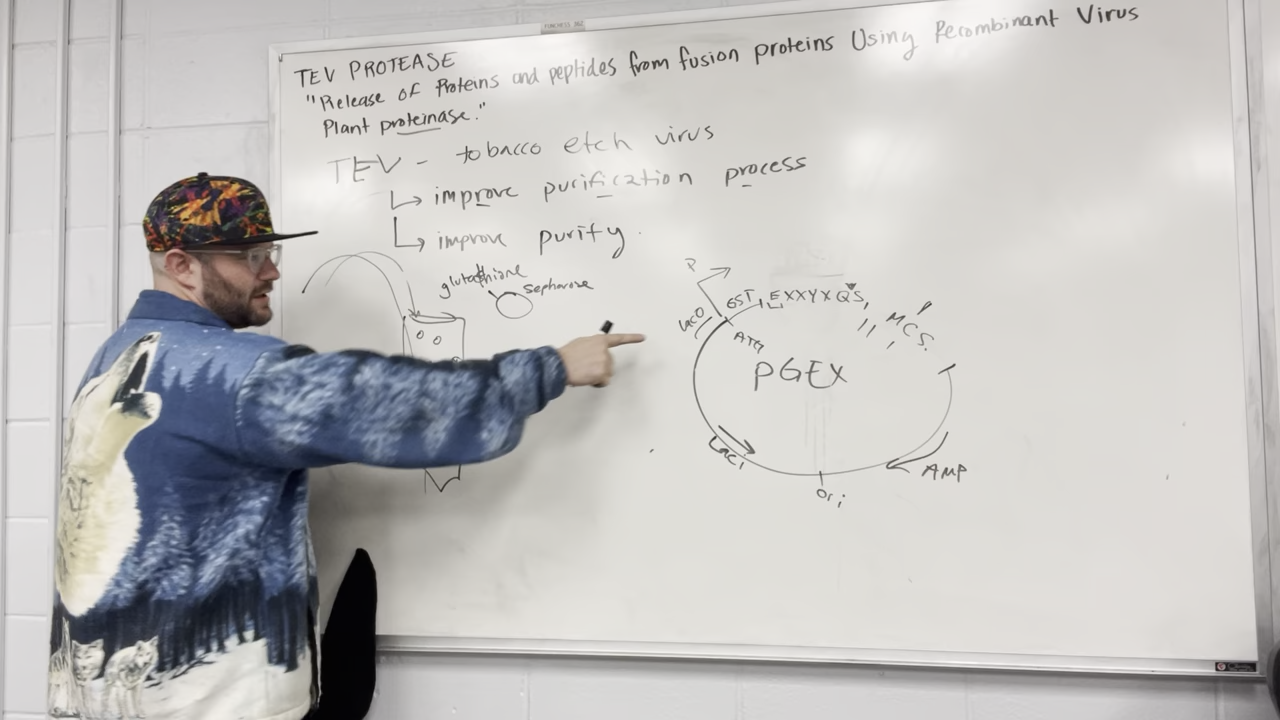 TEV PROTEASE
"Release of Proteins and peptides from fusion proteins Using Recombinant Virus
Plant proteinase."
TEV - tobacco etch virus
↳ improve purification process
↳ improve purity.
glutathione
sepharose
P
lacO
GST
EXXYXQS
MCS
ATG
PGEX
Laci
Ori
AMP